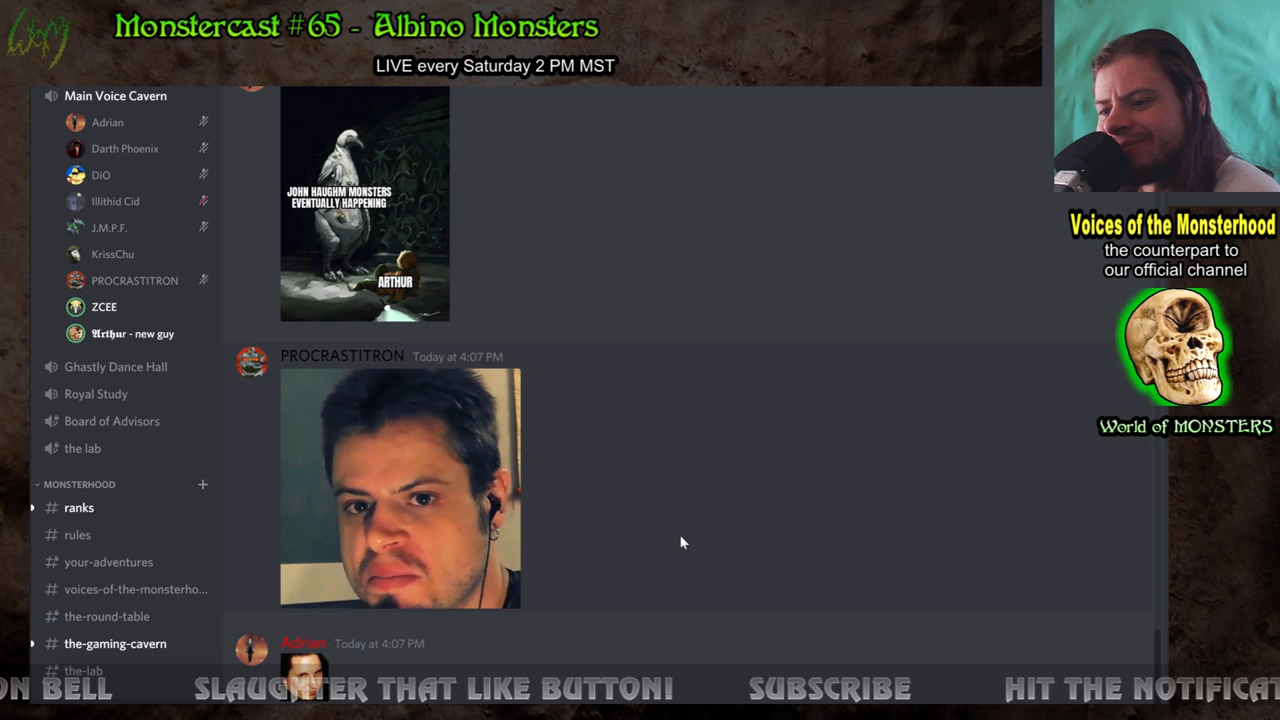 Monstercast #65 - Albino Monsters
LIVE every Saturday 2 PM MST
Main Voice Cavern
Adrian
Darth Phoenix
DiO
Illithid Cid
J.M.P.F.
KrissChu
PROCRASTITRON
ZCEE
𝕬𝖗𝖙𝖍𝖚𝖗 - new guy
Ghastly Dance Hall
Royal Study
Board of Advisors
the lab
MONSTERHOOD
# ranks
# rules
# your-adventures
# voices-of-the-monsterho...
# the-round-table
# the-gaming-cavern
# the-lab
JOHN HAUGHM MONSTERS
EVENTUALLY HAPPENING
ARTHUR
PROCRASTITRON Today at 4:07 PM
Adrian Today at 4:07 PM
Voices of the Monsterhood
the counterpart to
our official channel
World of MONSTERS
ON BELL SLAUGHTER THAT LIKE BUTTON! SUBSCRIBE HIT THE NOTIFICAT